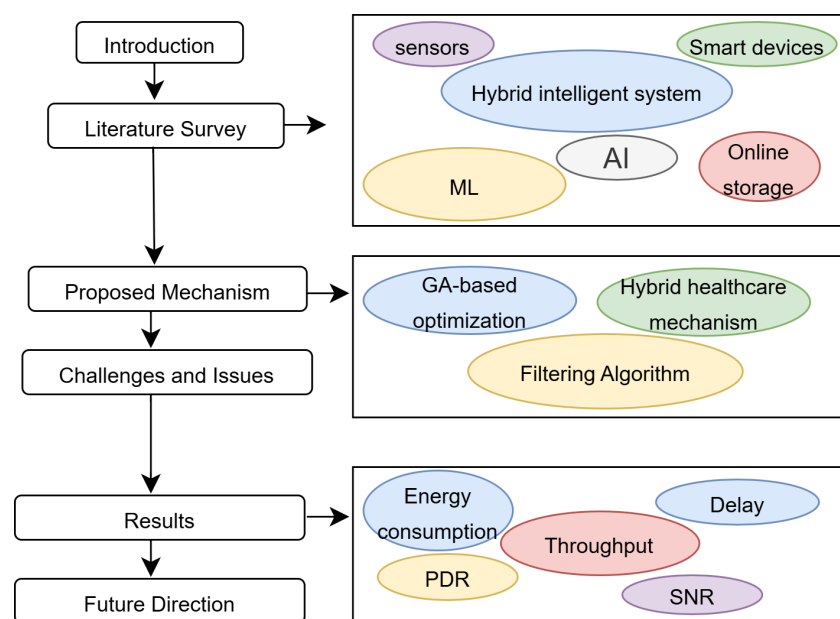 Introduction
Literature Survey
Proposed Mechanism
Challenges and Issues
Results
Future Direction
sensors
Smart devices
Hybrid intelligent system
AI
ML
Online
storage
GA-based
optimization
Hybrid healthcare
mechanism
Filtering Algorithm
Energy
consumption
Delay
Throughput
PDR
SNR